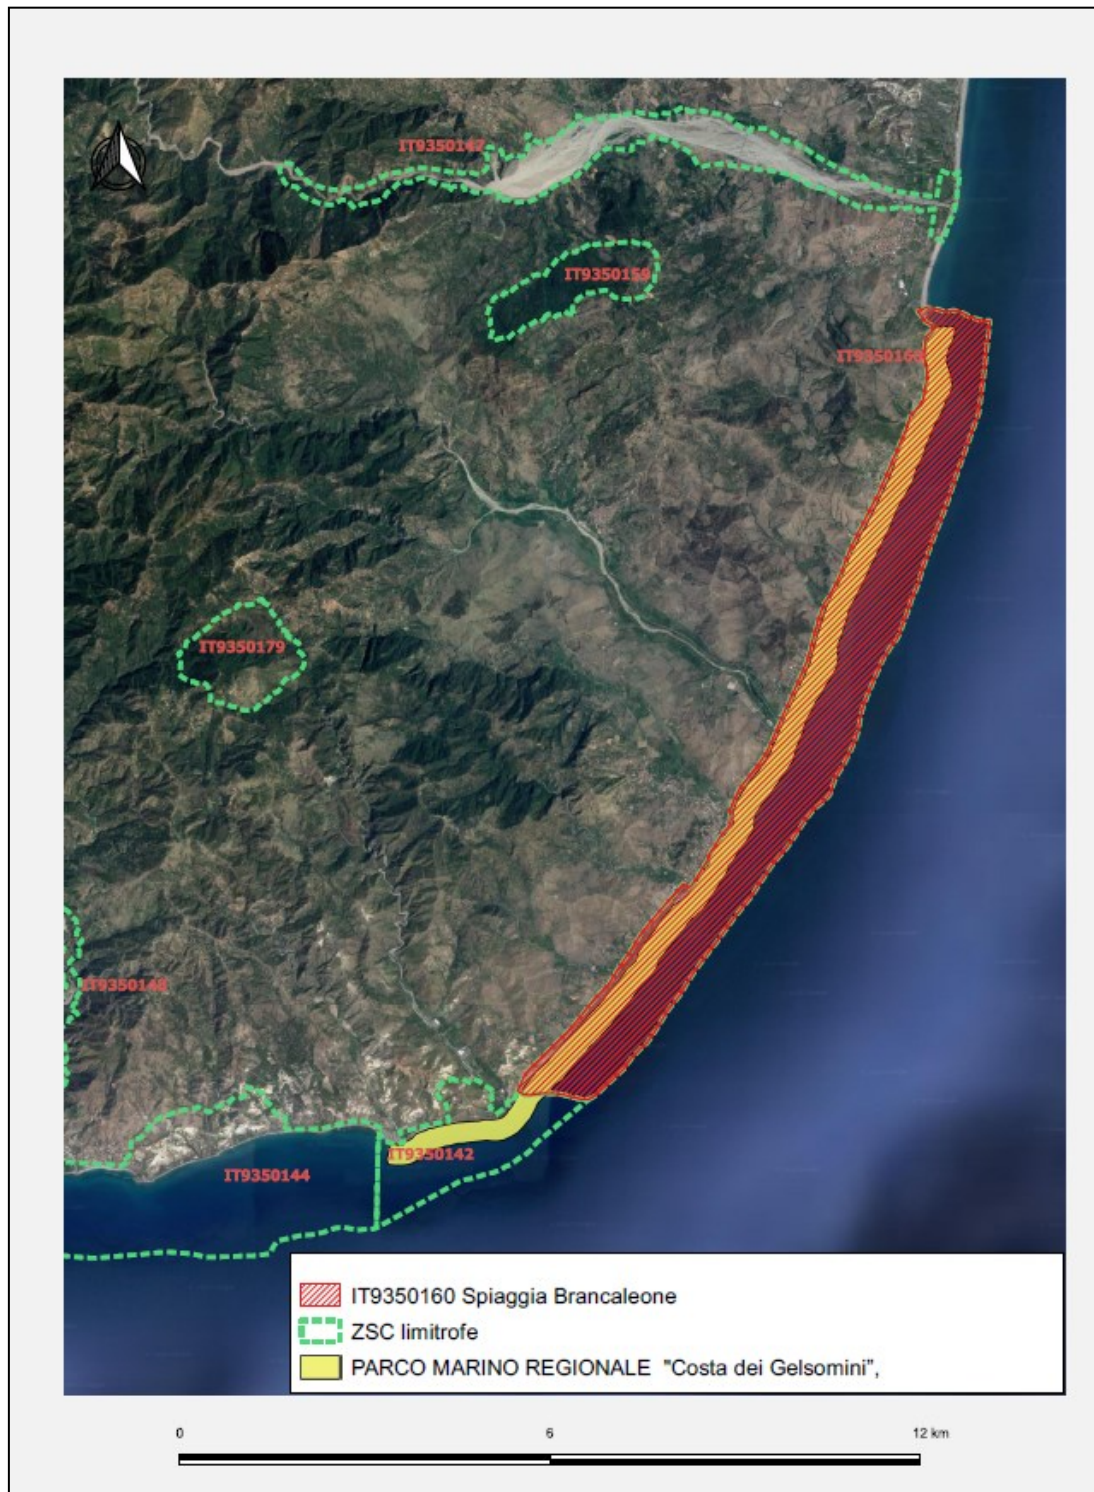 IT9350147
IT9350159
IT9350160
IT9350179
IT9350148
IT9350142
IT9350144
IT9350160 Spiaggia Brancaleone
ZSC limitrofe
PARCO MARINO REGIONALE "Costa dei Gelsomini",
0 6 12 km